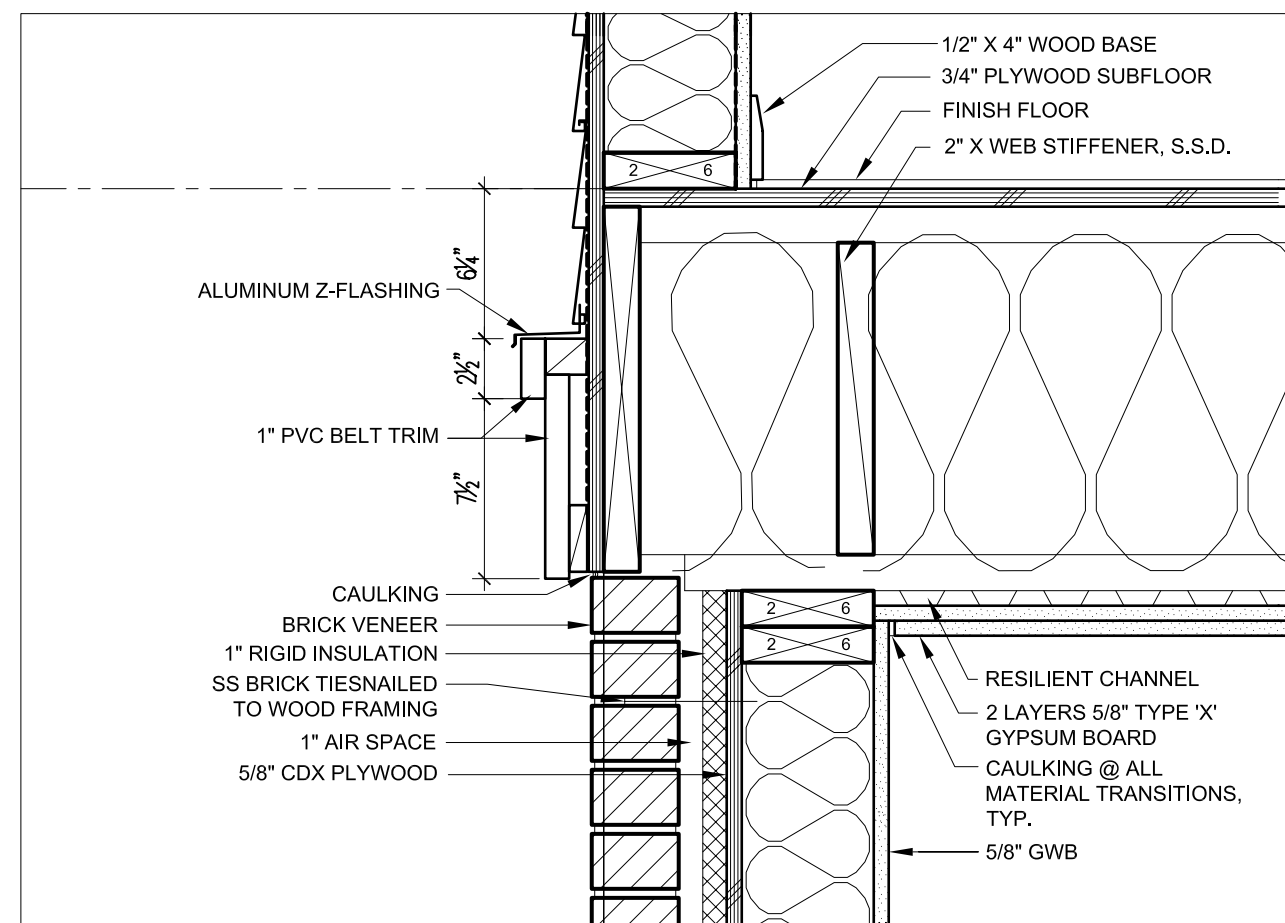 1/2" X 4" WOOD BASE
3/4" PLYWOOD SUBFLOOR
FINISH FLOOR
2" X WEB STIFFENER, S.S.D.
2 6
6¼"
ALUMINUM Z-FLASHING
2½"
1" PVC BELT TRIM
7½"
CAULKING
BRICK VENEER
1" RIGID INSULATION
SS BRICK TIESNAILED
TO WOOD FRAMING
1" AIR SPACE
5/8" CDX PLYWOOD
2 6
2 6
RESILIENT CHANNEL
2 LAYERS 5/8" TYPE 'X'
GYPSUM BOARD
CAULKING @ ALL
MATERIAL TRANSITIONS,
TYP.
5/8" GWB